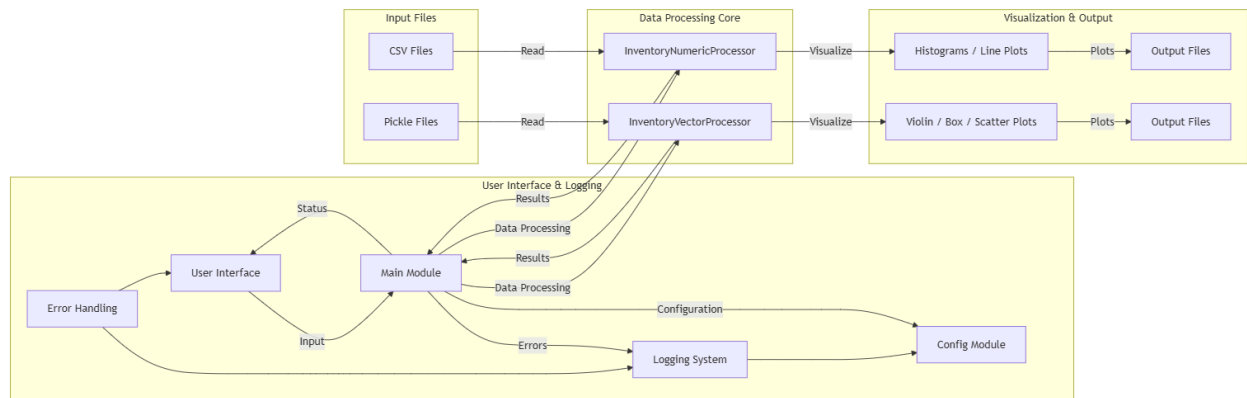 Input Files
Data Processing Core
Visualization & Output
CSV Files
Read
InventoryNumericProcessor
Visualize
Histograms / Line Plots
Plots
Output Files
Pickle Files
Read
InventoryVectorProcessor
Visualize
Violin / Box / Scatter Plots
Plots
Output Files
User Interface & Logging
Results
Status
Data Processing
Results
User Interface
Main Module
Data Processing
Error Handling
Configuration
Input
Errors
Config Module
Logging System